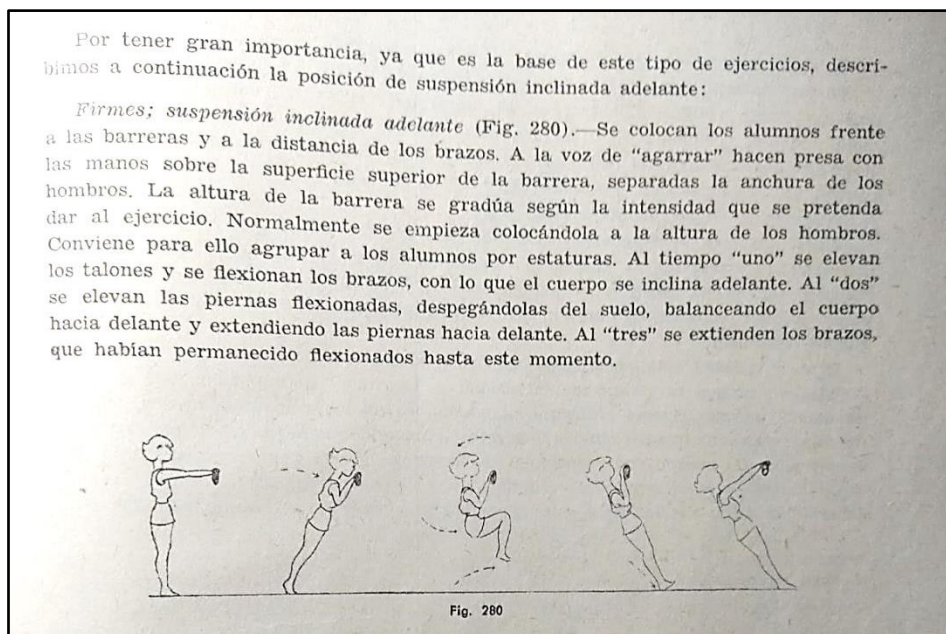 Por tener gran importancia, ya que es la base de este tipo de ejercicios, descri-
bimos a continuación la posición de suspensión inclinada adelante:
Firmes; suspensión inclinada adelante (Fig. 280).—Se colocan los alumnos frente
a las barreras y a la distancia de los brazos. A la voz de “agarrar” hacen presa con
las manos sobre la superficie superior de la barrera, separadas la anchura de los
hombros. La altura de la barrera se gradúa según la intensidad que se pretenda
dar al ejercicio. Normalmente se empieza colocándola a la altura de los hombros.
Conviene para ello agrupar a los alumnos por estaturas. Al tiempo “uno” se elevan
los talones y se flexionan los brazos, con lo que el cuerpo se inclina adelante. Al “dos”
se elevan las piernas flexionadas, despegándolas del suelo, balanceando el cuerpo
hacia delante y extendiendo las piernas hacia delante. Al “tres” se extienden los brazos,
que habían permanecido flexionados hasta este momento.
Fig. 280